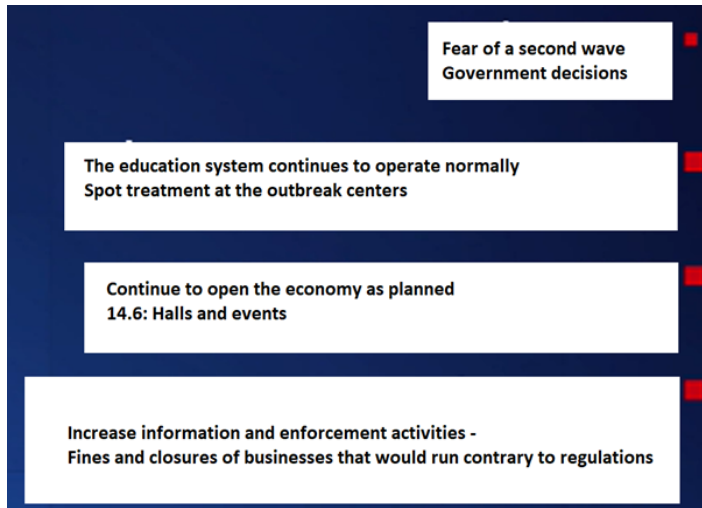 Fear of a second wave
Government decisions
The education system continues to operate normally
Spot treatment at the outbreak centers
Continue to open the economy as planned
14.6: Halls and events
Increase information and enforcement activities -
Fines and closures of businesses that would run contrary to regulations